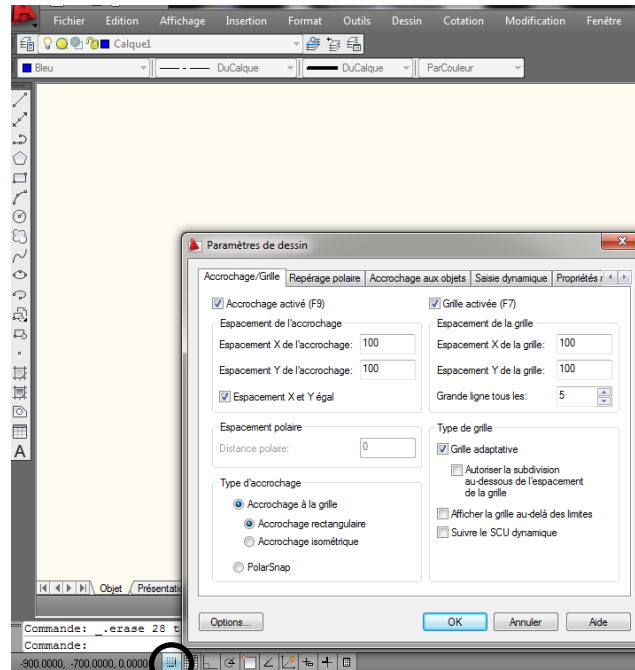 Fichier Edition Affichage Insertion Format Outils Dessin Cotation Modification Fenêtre
Calque1
Bleu DuCalque DuCalque ParCouleur
Paramètres de dessin
Accrochage/Grille Repérage polaire Accrochage aux objets Saisie dynamique Propriétés
Accrochage activé (F9)
Espacement de l'accrochage
Espacement X de l'accrochage: 100
Espacement Y de l'accrochage: 100
Espacement X et Y égal
Espacement polaire
Distance polaire: 0
Type d'accrochage
Accrochage à la grille
Accrochage rectangulaire
Accrochage isométrique
PolarSnap
Grille activée (F7)
Espacement de la grille
Espacement X de la grille: 100
Espacement Y de la grille: 100
Grande ligne tous les: 5
Type de grille
Grille adaptative
Autoriser la subdivision
au-dessous de l'espacement
de la grille
Afficher la grille au-delà des limites
Suivre le SCU dynamique
Options... OK Annuler Aide
A
Objet Présentati
Commande: _.erase 28 t
Commande:
-900.0000, -700.0000, 0.0000